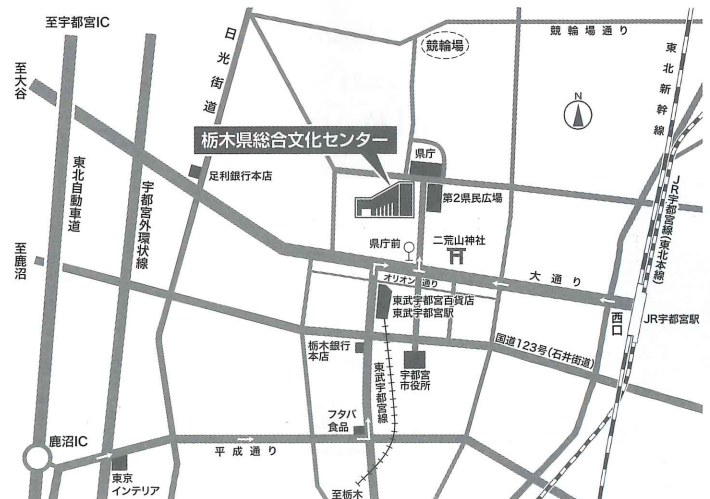 至宇都宮IC
至大谷
日光街道
競輪場
競輪場通り
東北新幹線
N
栃木県総合文化センター
県庁
足利銀行本店
第2県民広場
東北自動車道
宇都宮外環状線
JR宇都宮線(東北本線)
至鹿沼
県庁前
二荒山神社
オリオン通り
大通り
東武宇都宮百貨店
東武宇都宮駅
西口
JR宇都宮駅
栃木銀行
本店
国道123号(石井街道)
東武宇都宮線
宇都宮
市役所
フタバ
食品
鹿沼IC
平成通り
東京
インテリア
至栃木